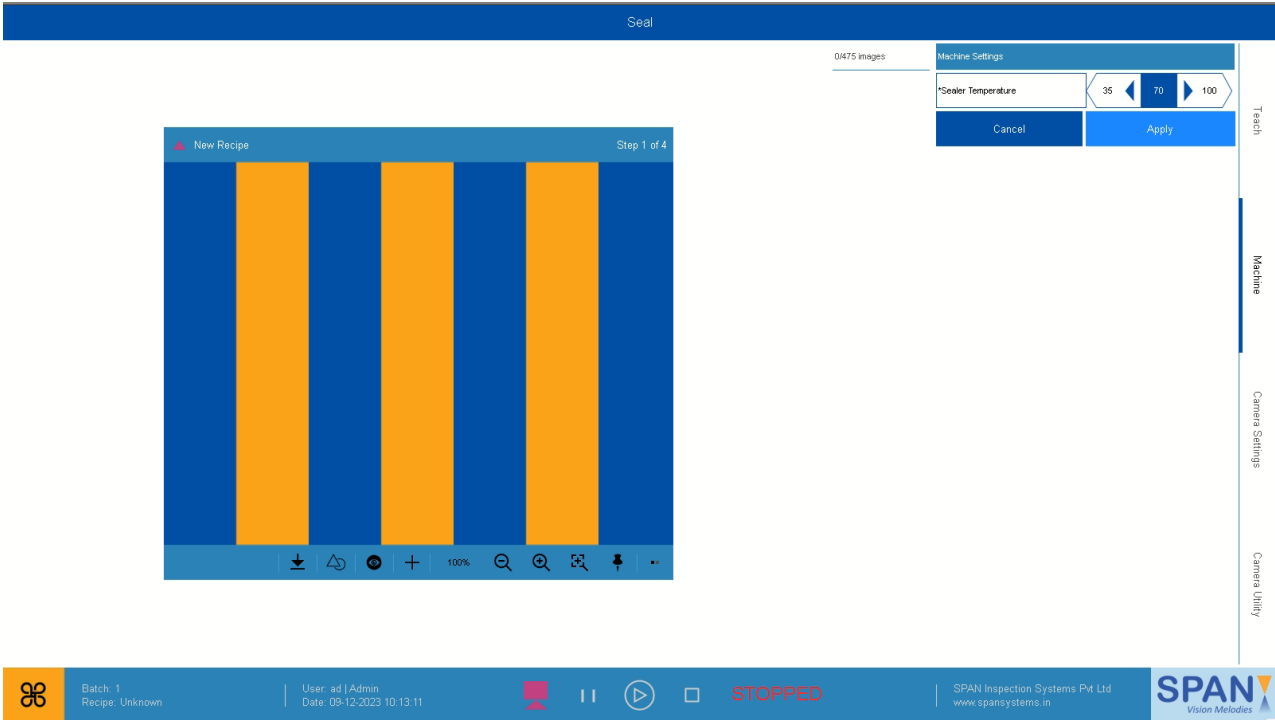 Seal
0/475 images
Machine Settings
*Sealer Temperature
35
70
100
Cancel
Apply
New Recipe
Step 1 of 4
100%
Teach
Machine
Camera Settings
Camera Utility
Batch: 1
Recipe: Unknown
User: ad | Admin
Date: 09-12-2023 10:13:11
STOPPED
SPAN Inspection Systems Pvt Ltd
www.spansystems.in
SPAN
Vision Melodies